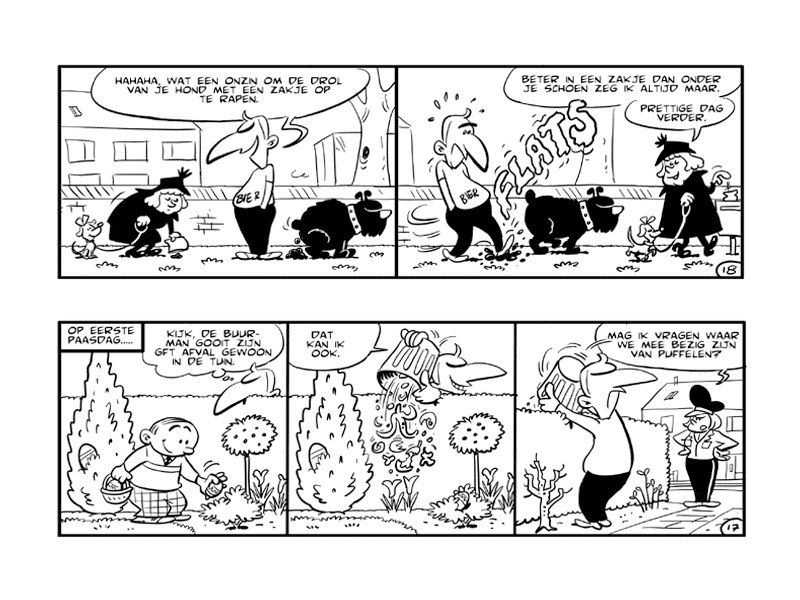 HAHAHA, WAT EEN ONZIN OM DE DROL
VAN JE HOND MET EEN ZAKJE OP
TE RAPEN.
BIER
BETER IN EEN ZAKJE DAN ONDER
JE SCHOEN ZEG IK ALTIJD MAAR.
PRETTIGE DAG
VERDER.
FLATS
BIER
18
OP EERSTE
PAASDAG.....
KIJK, DE BUUR-
MAN GOOIT ZIJN
GFT AFVAL GEWOON
IN DE TUIN.
DAT
KAN IK
OOK.
MAG IK VRAGEN WAAR
WE MEE BEZIG ZIJN
VAN PUFFELEN?
17